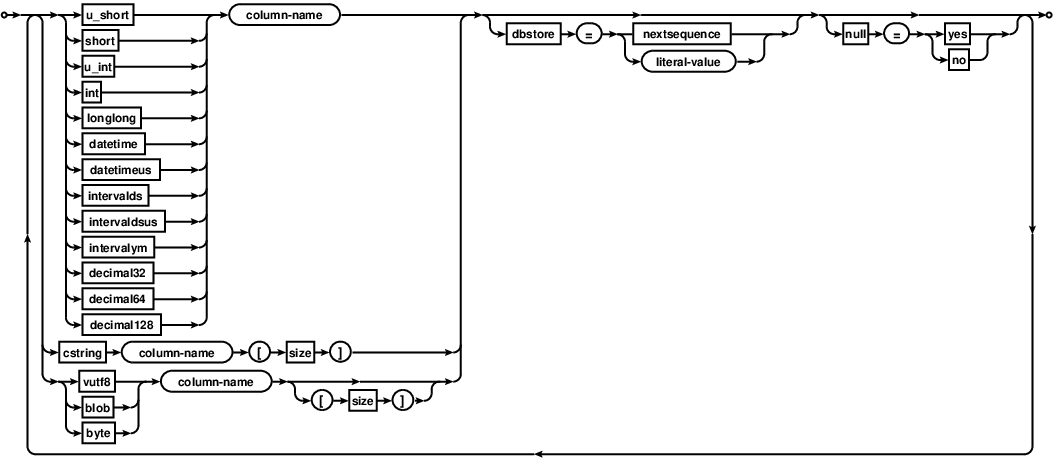 u_short column-name
dbstore = nextsequence null = yes
short
u_int literal-value no
int
longlong
datetime
datetimeus
intervalds
intervaldsus
intervalym
decimal32
decimal64
decimal128
cstring column-name [ size ]
vutf8 column-name
blob [ size ]
byte